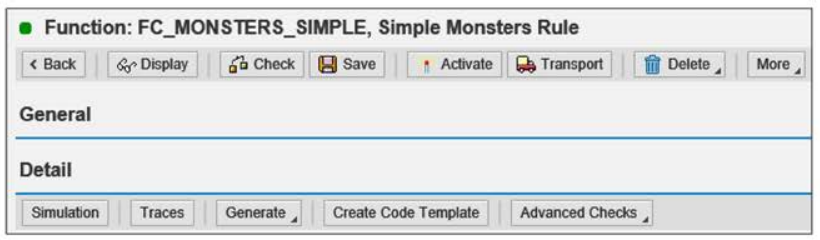 Function: FC_MONSTERS_SIMPLE, Simple Monsters Rule
Back Display Check Save Activate Transport Delete More
General
Detail
Simulation Traces Generate Create Code Template Advanced Checks